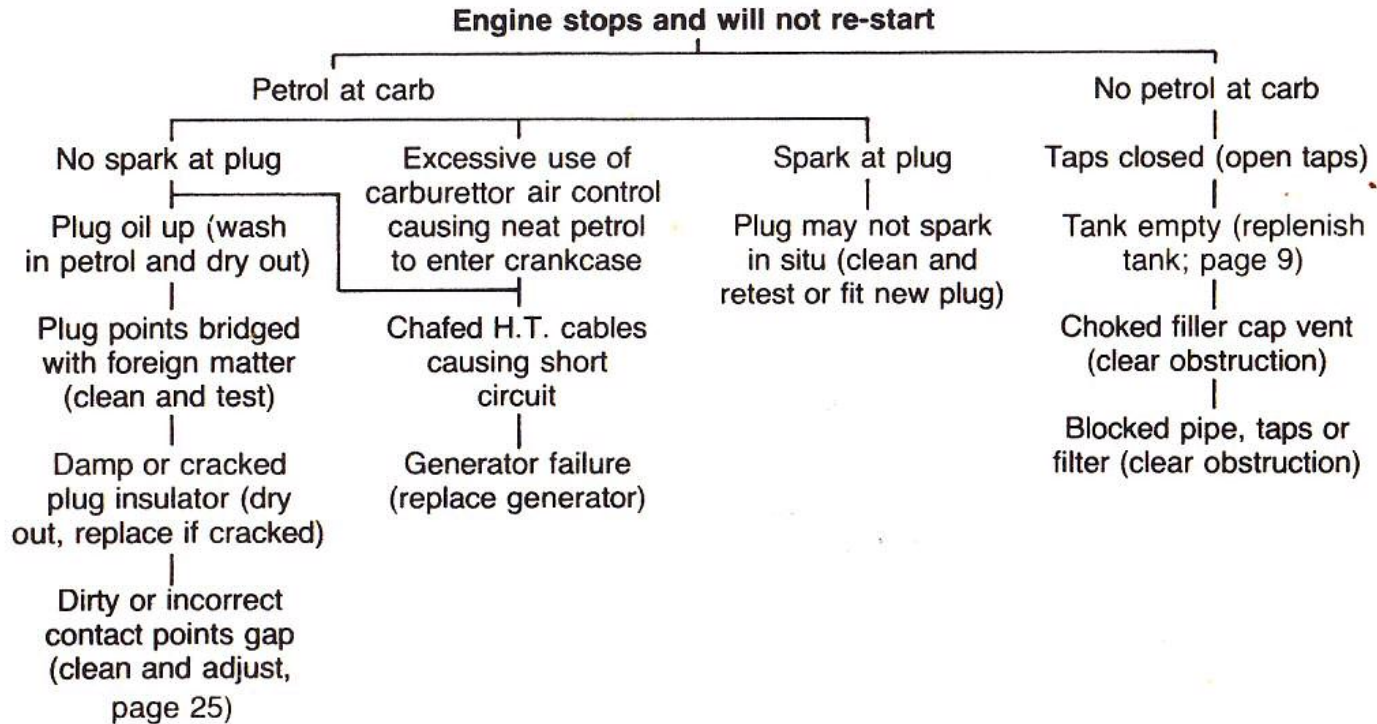 Engine stops and will not re-start
Petrol at carb
No petrol at carb
No spark at plug
Plug oil up (wash
in petrol and dry out)
Plug points bridged
with foreign matter
(clean and test)
Damp or cracked
plug insulator (dry
out, replace if cracked)
Dirty or incorrect
contact points gap
(clean and adjust,
page 25)
Excessive use of
carburettor air control
causing neat petrol
to enter crankcase
Chafed H.T. cables
causing short
circuit
Generator failure
(replace generator)
Spark at plug
Plug may not spark
in situ (clean and
retest or fit new plug)
Taps closed (open taps)
Tank empty (replenish
tank; page 9)
Choked filler cap vent
(clear obstruction)
Blocked pipe, taps or
filter (clear obstruction)